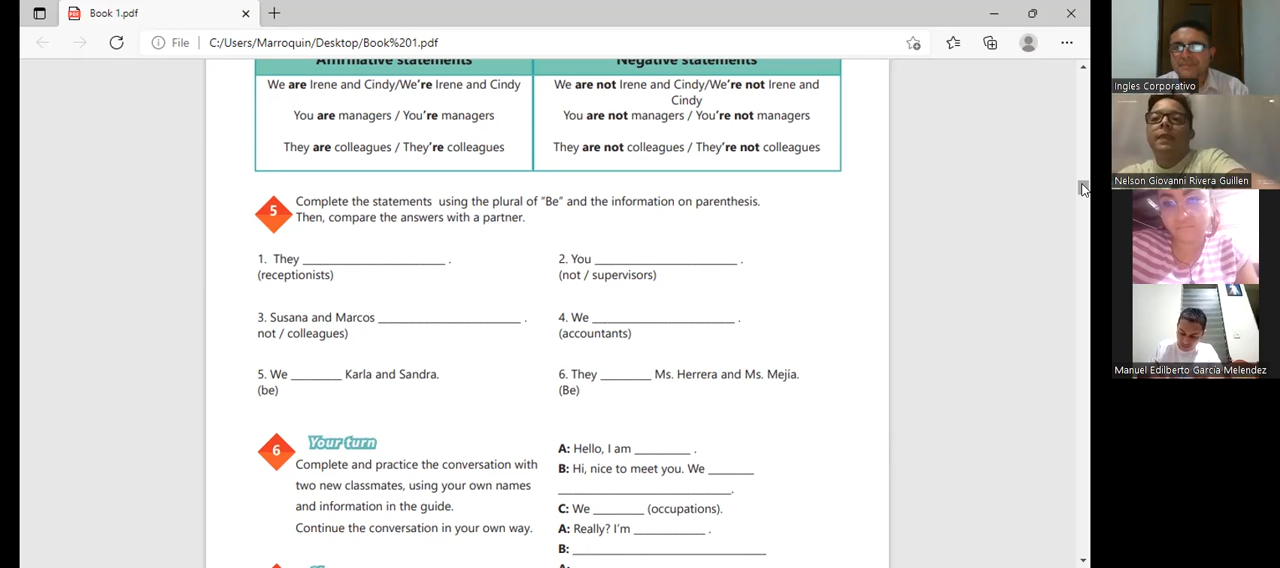 Book 1.pdf
File C:/Users/Marroquin/Desktop/Book%201.pdf
Affirmative statements Negative statements
We are Irene and Cindy/We're Irene and Cindy We are not Irene and Cindy/We're not Irene and
Cindy
You are managers / You're managers You are not managers / You're not managers
They are colleagues / They're colleagues They are not colleagues / They're not colleagues
5 Complete the statements using the plural of "Be" and the information on parenthesis.
Then, compare the answers with a partner.
1. They ____________________ . 2. You ____________________ .
(receptionists) (not / supervisors)
3. Susana and Marcos ____________________ . 4. We ____________________ .
not / colleagues) (accountants)
5. We _______ Karla and Sandra. 6. They _______ Ms. Herrera and Ms. Mejía.
(be) (Be)
6 Your turn
Complete and practice the conversation with
two new classmates, using your own names
and information in the guide.
Continue the conversation in your own way.
A: Hello, I am ________ .
B: Hi, nice to meet you. We ______
________________________.
C: We _______ (occupations).
A: Really? I'm __________ .
B: ___________________________
A:
Ingles Corporativo
Nelson Giovanni Rivera Guillen
Manuel Edilberto García Melendez